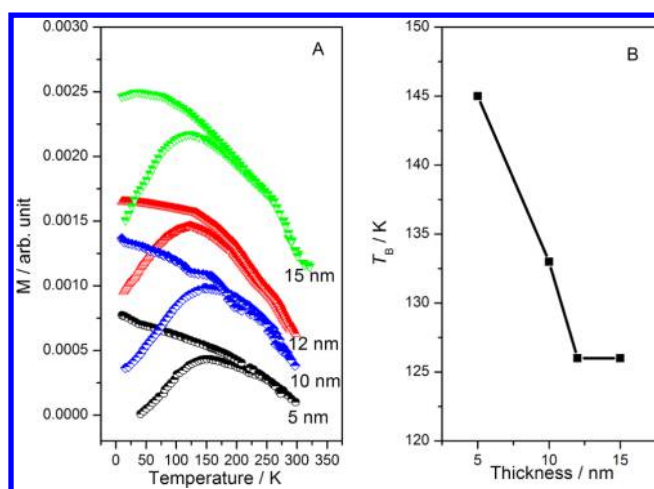 0.0030
0.0025
0.0020
0.0015
0.0010
0.0005
0.0000
M / arb. unit
A
15 nm
12 nm
10 nm
5 nm
0 50 100 150 200 250 300 350
Temperature / K
150
145
140
135
130
125
120
T_B / K
B
5 10 15
Thickness / nm